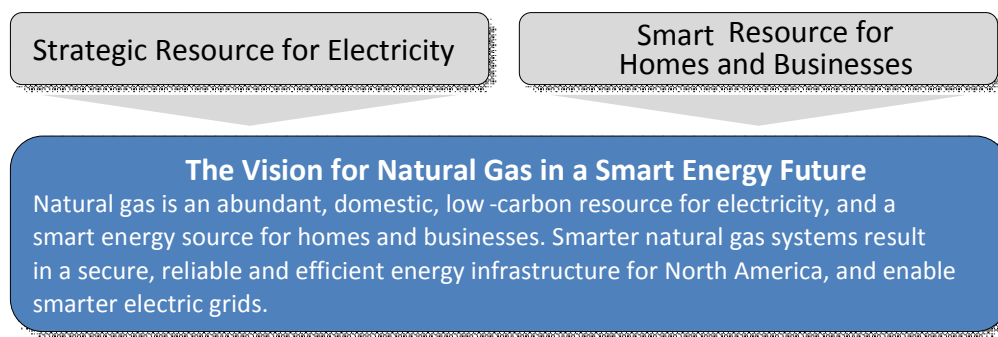 Strategic Resource for Electricity
Smart Resource for
Homes and Businesses
The Vision for Natural Gas in a Smart Energy Future
Natural gas is an abundant, domestic, low-carbon resource for electricity, and a
smart energy source for homes and businesses. Smarter natural gas systems result
in a secure, reliable and efficient energy infrastructure for North America, and enable
smarter electric grids.